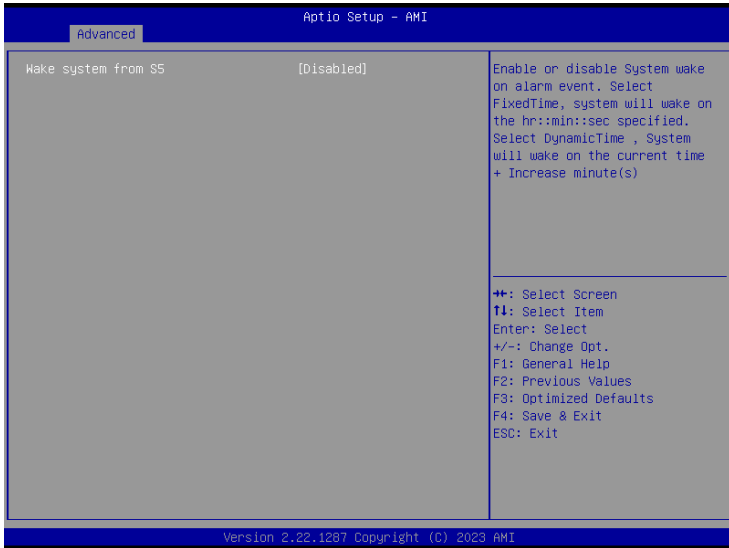 Aptio Setup - AMI
Advanced
Wake system from S5 [Disabled]
Enable or disable System wake
on alarm event. Select
FixedTime, system will wake on
the hr::min::sec specified.
Select DynamicTime , System
will wake on the current time
+ Increase minute(s)
→←: Select Screen
↑↓: Select Item
Enter: Select
+/-: Change Opt.
F1: General Help
F2: Previous Values
F3: Optimized Defaults
F4: Save & Exit
ESC: Exit
Version 2.22.1287 Copyright (C) 2023 AMI